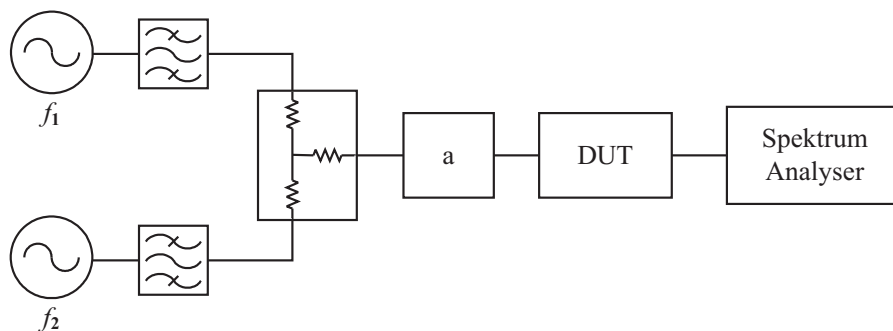 f1
a
DUT
Spektrum
Analyser
f2